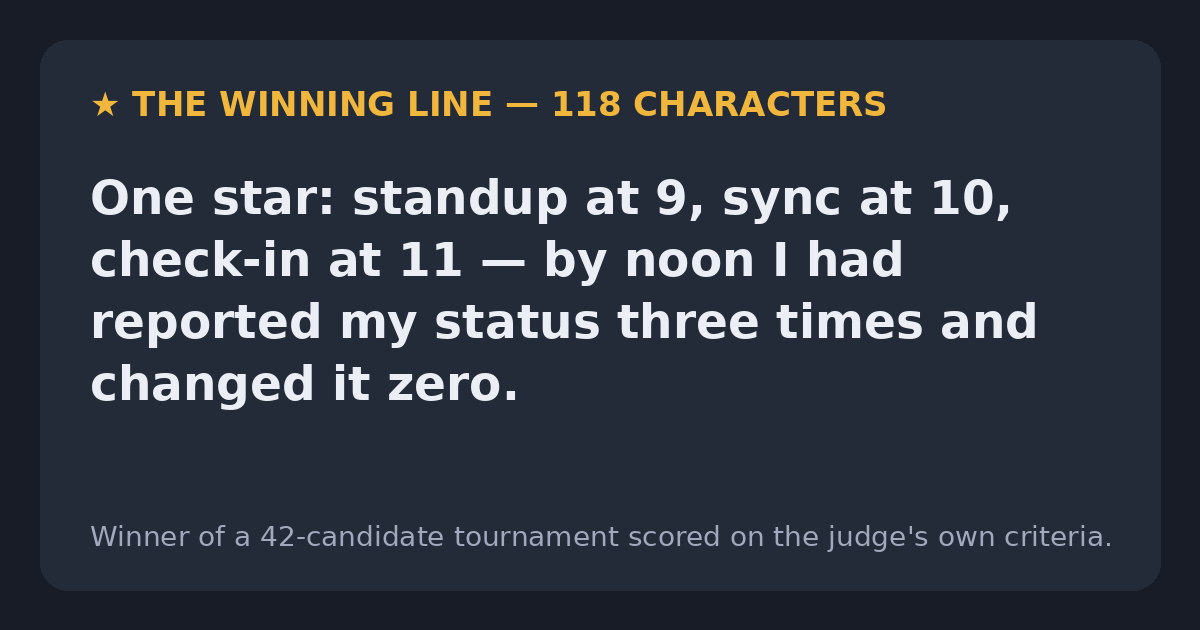 ★ THE WINNING LINE — 118 CHARACTERS
One star: standup at 9, sync at 10,
check-in at 11 — by noon I had
reported my status three times and
changed it zero.
Winner of a 42-candidate tournament scored on the judge's own criteria.